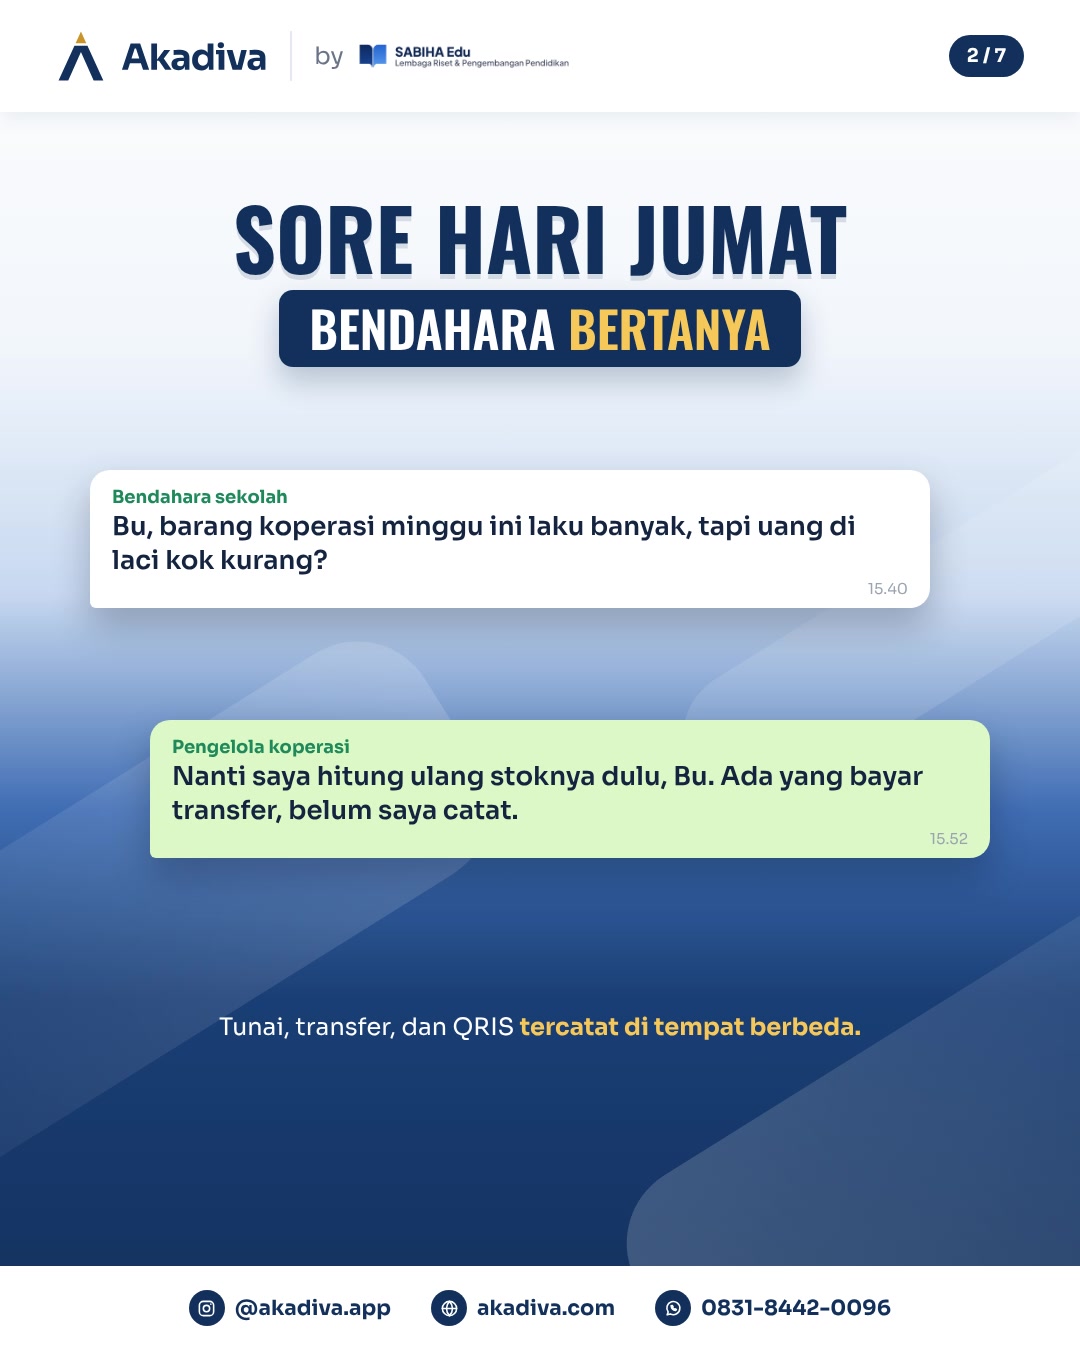 Akadiva
by
SABIHA Edu
Lembaga Riset & Pengembangan Pendidikan
2 / 7
SORE HARI JUMAT
BENDAHARA BERTANYA
Bendahara sekolah
Bu, barang koperasi minggu ini laku banyak, tapi uang di
laci kok kurang?
15.40
Pengelola koperasi
Nanti saya hitung ulang stoknya dulu, Bu. Ada yang bayar
transfer, belum saya catat.
15.52
Tunai, transfer, dan QRIS tercatat di tempat berbeda.
@akadiva.app
akadiva.com
0831-8442-0096